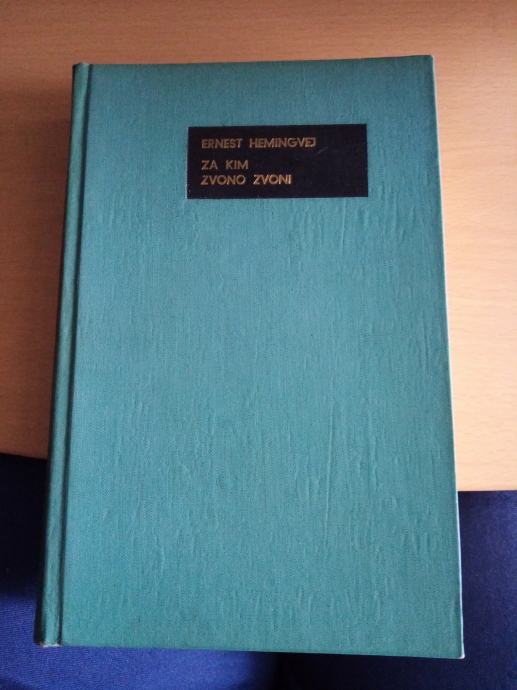 ERNEST HEMINGVEJ
ZA KIM
ZVONO ZVONI